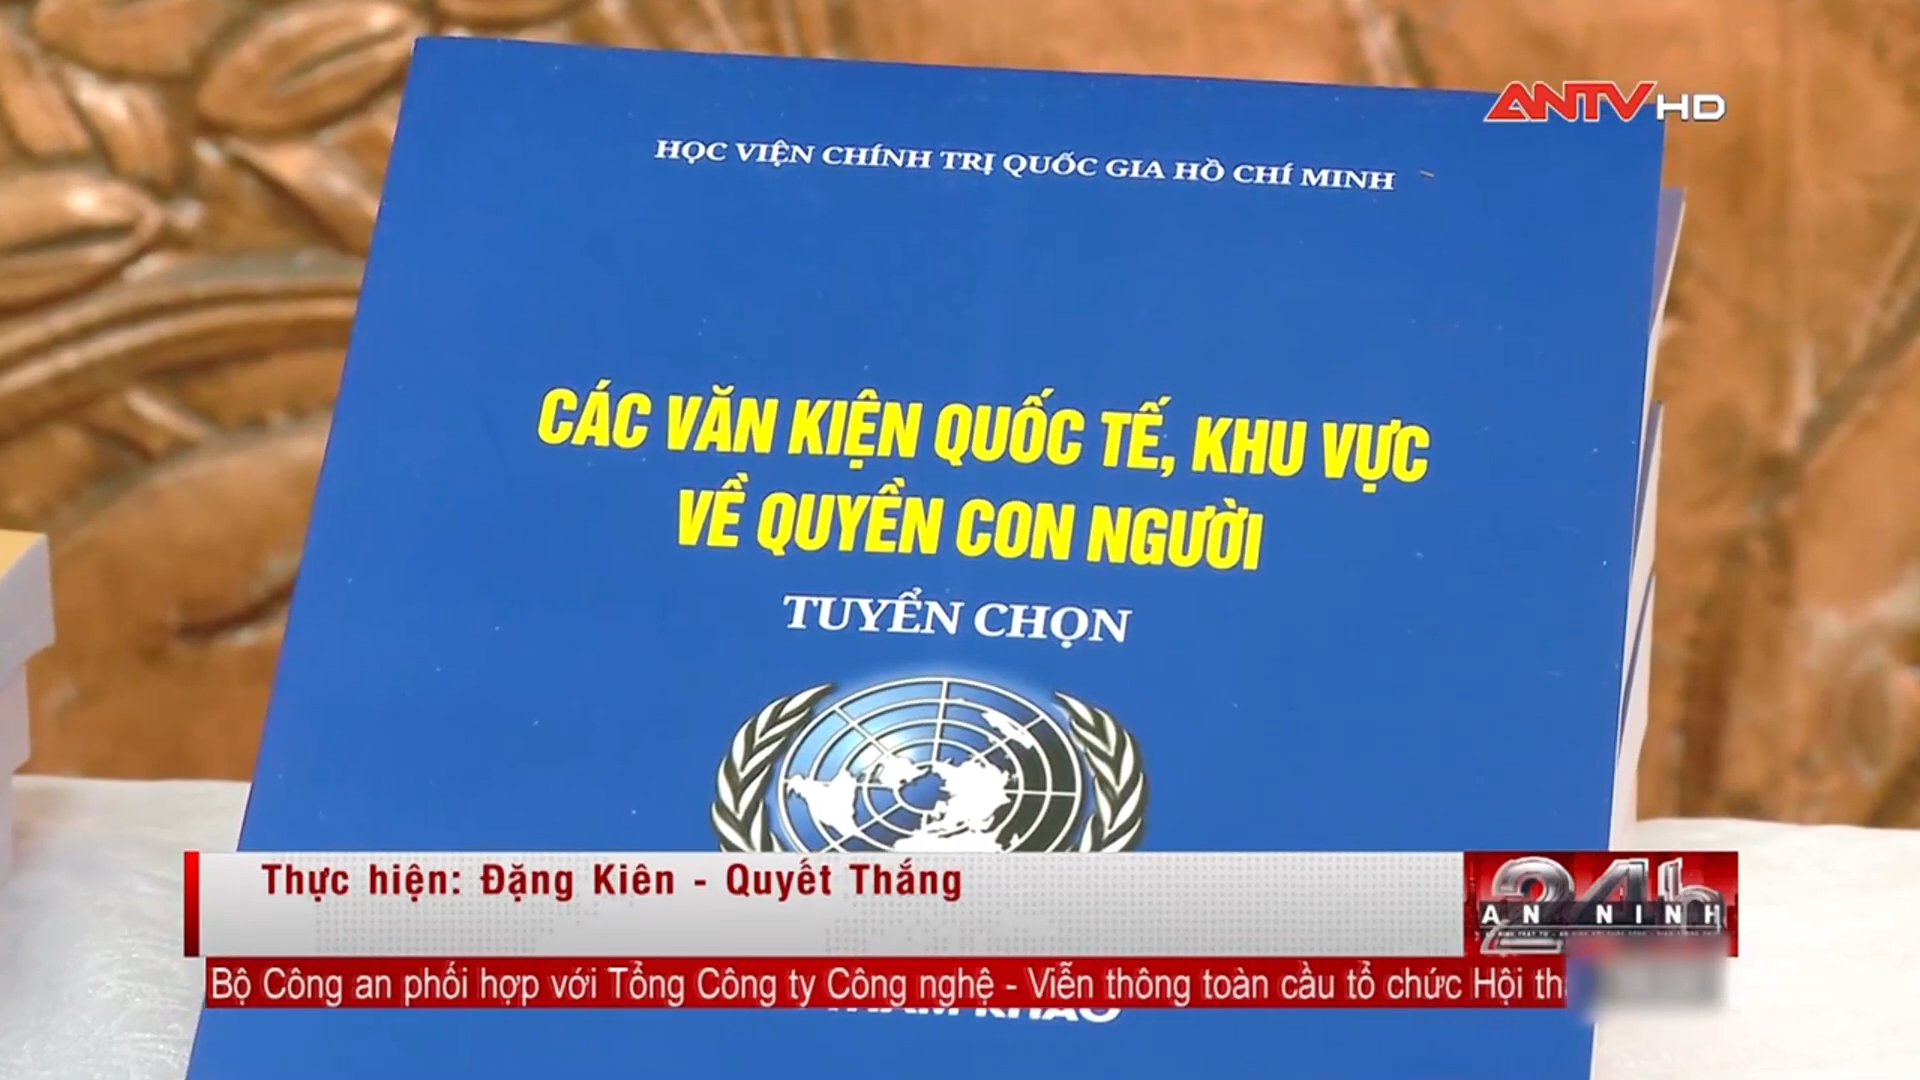 ANTV HD
HỌC VIỆN CHÍNH TRỊ QUỐC GIA HỒ CHÍ MINH
CÁC VĂN KIỆN QUỐC TẾ, KHU VỰC
VỀ QUYỀN CON NGƯỜI
TUYỂN CHỌN
Thực hiện: Đặng Kiên - Quyết Thắng
24h
AN NINH
Bộ Công an phối hợp với Tổng Công ty Công nghệ - Viễn thông toàn cầu tổ chức Hội